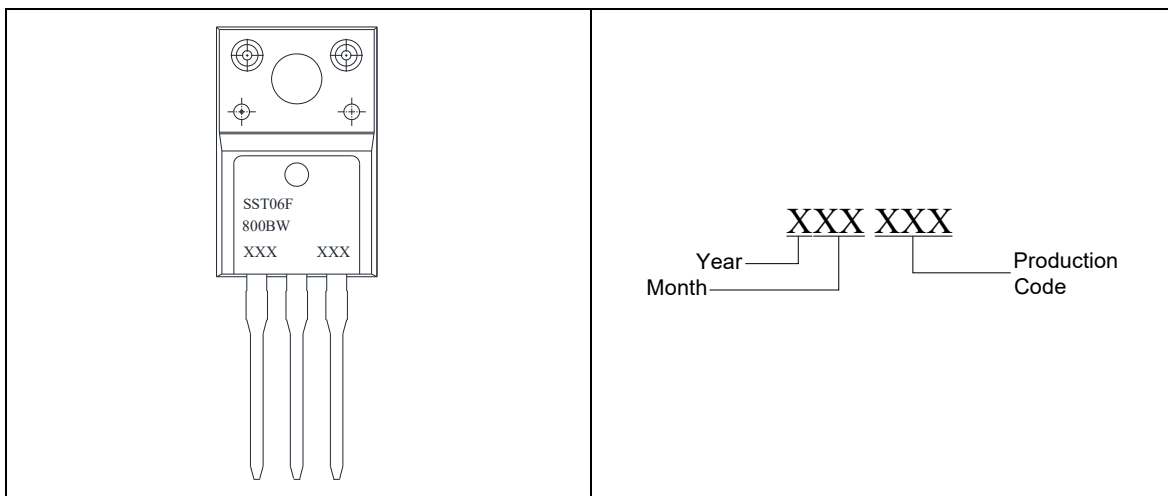 SST06F
800BW
XXX XXX
XXX XXX
Year
Month
Production
Code